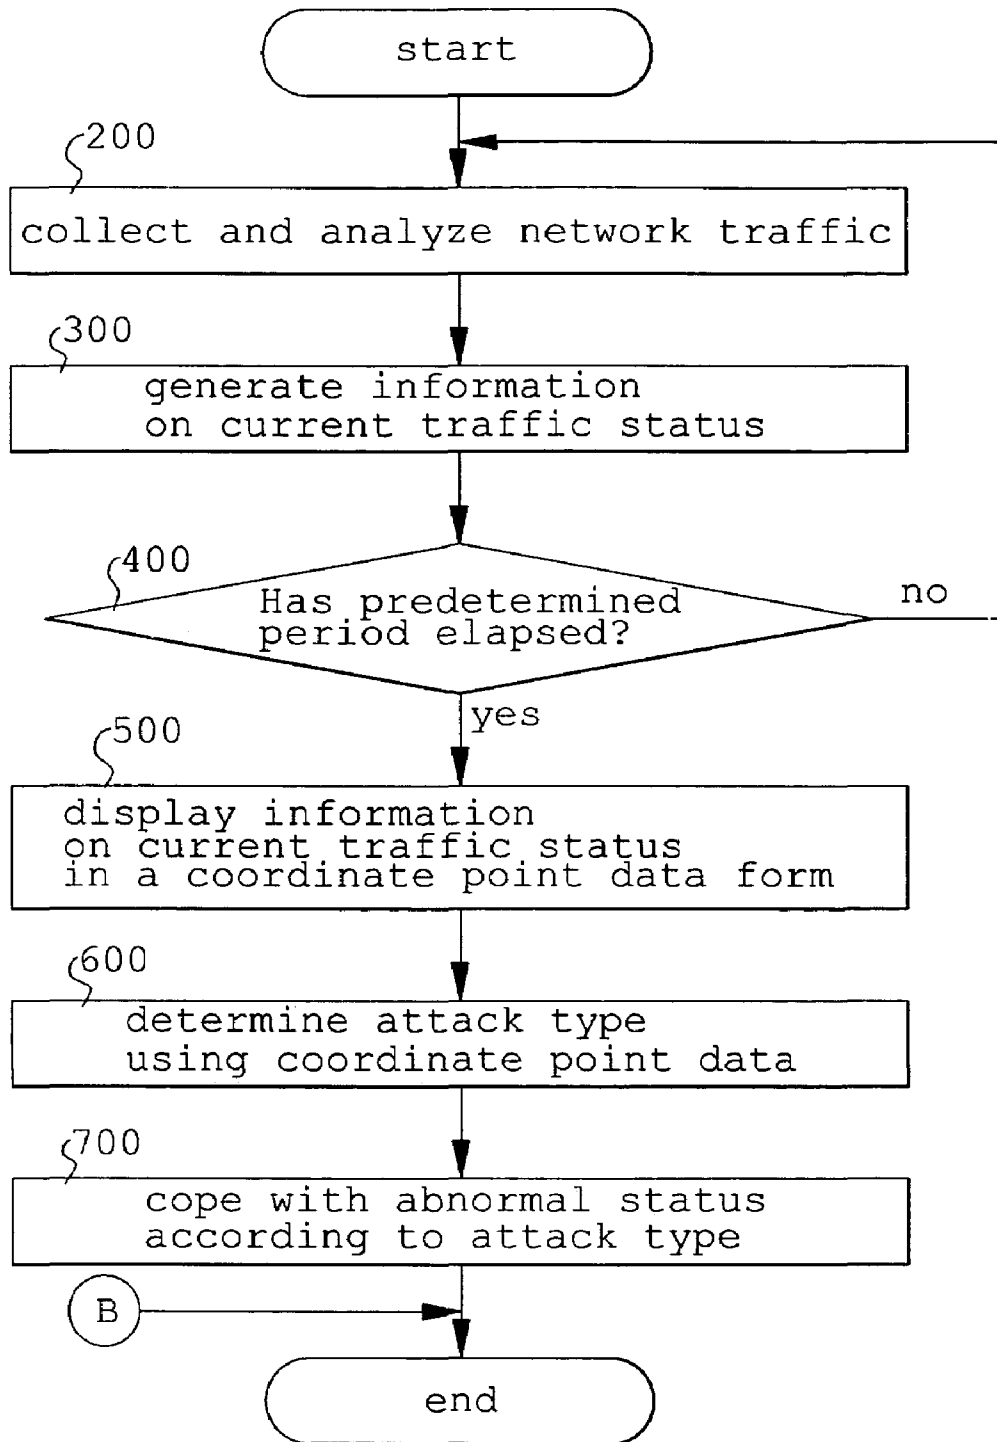 start
200
collect and analyze network traffic
300
generate information
on current traffic status
400
Has predetermined
period elapsed?
no
yes
500
display information
on current traffic status
in a coordinate point data form
600
determine attack type
using coordinate point data
700
cope with abnormal status
according to attack type
B
end